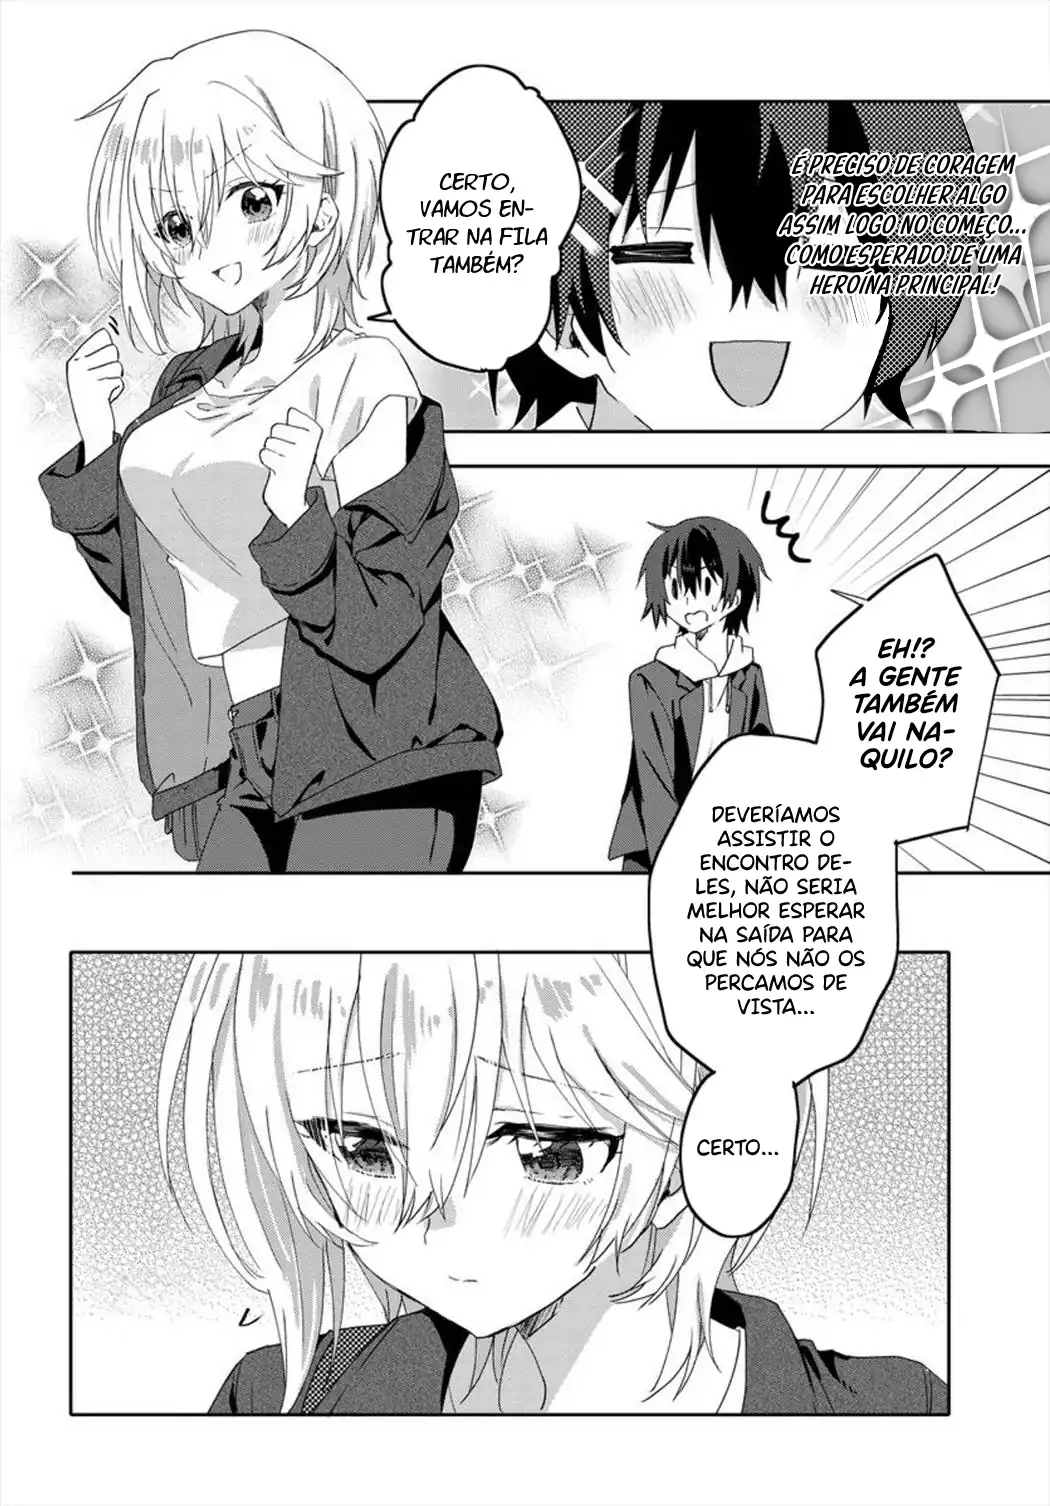 É PRECISO DE CORAGEM
PARA ESCOLHER ALGO
ASSIM LOGO NO COMEÇO...
COMO ESPERADO DE UMA
HEROÍNA PRINCIPAL!
CERTO,
VAMOS EN-
TRAR NA FILA
TAMBÉM?
EH!?
A GENTE
TAMBÉM
VAI NA-
QUILO?
DEVERÍAMOS
ASSISTIR O
ENCONTRO DE-
LES, NÃO SERIA
MELHOR ESPERAR
NA SAÍDA PARA
QUE NÓS NÃO OS
PERCAMOS DE
VISTA...
CERTO...